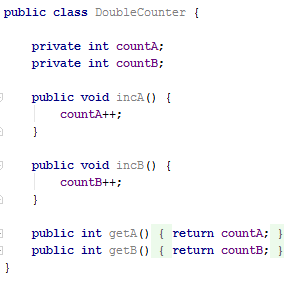 public class DoubleCounter {
private int countA;
private int countB;
public void incA() {
countA++;
}
public void incB() {
countB++;
}
public int getA() { return countA; }
public int getB() { return countB; }
}